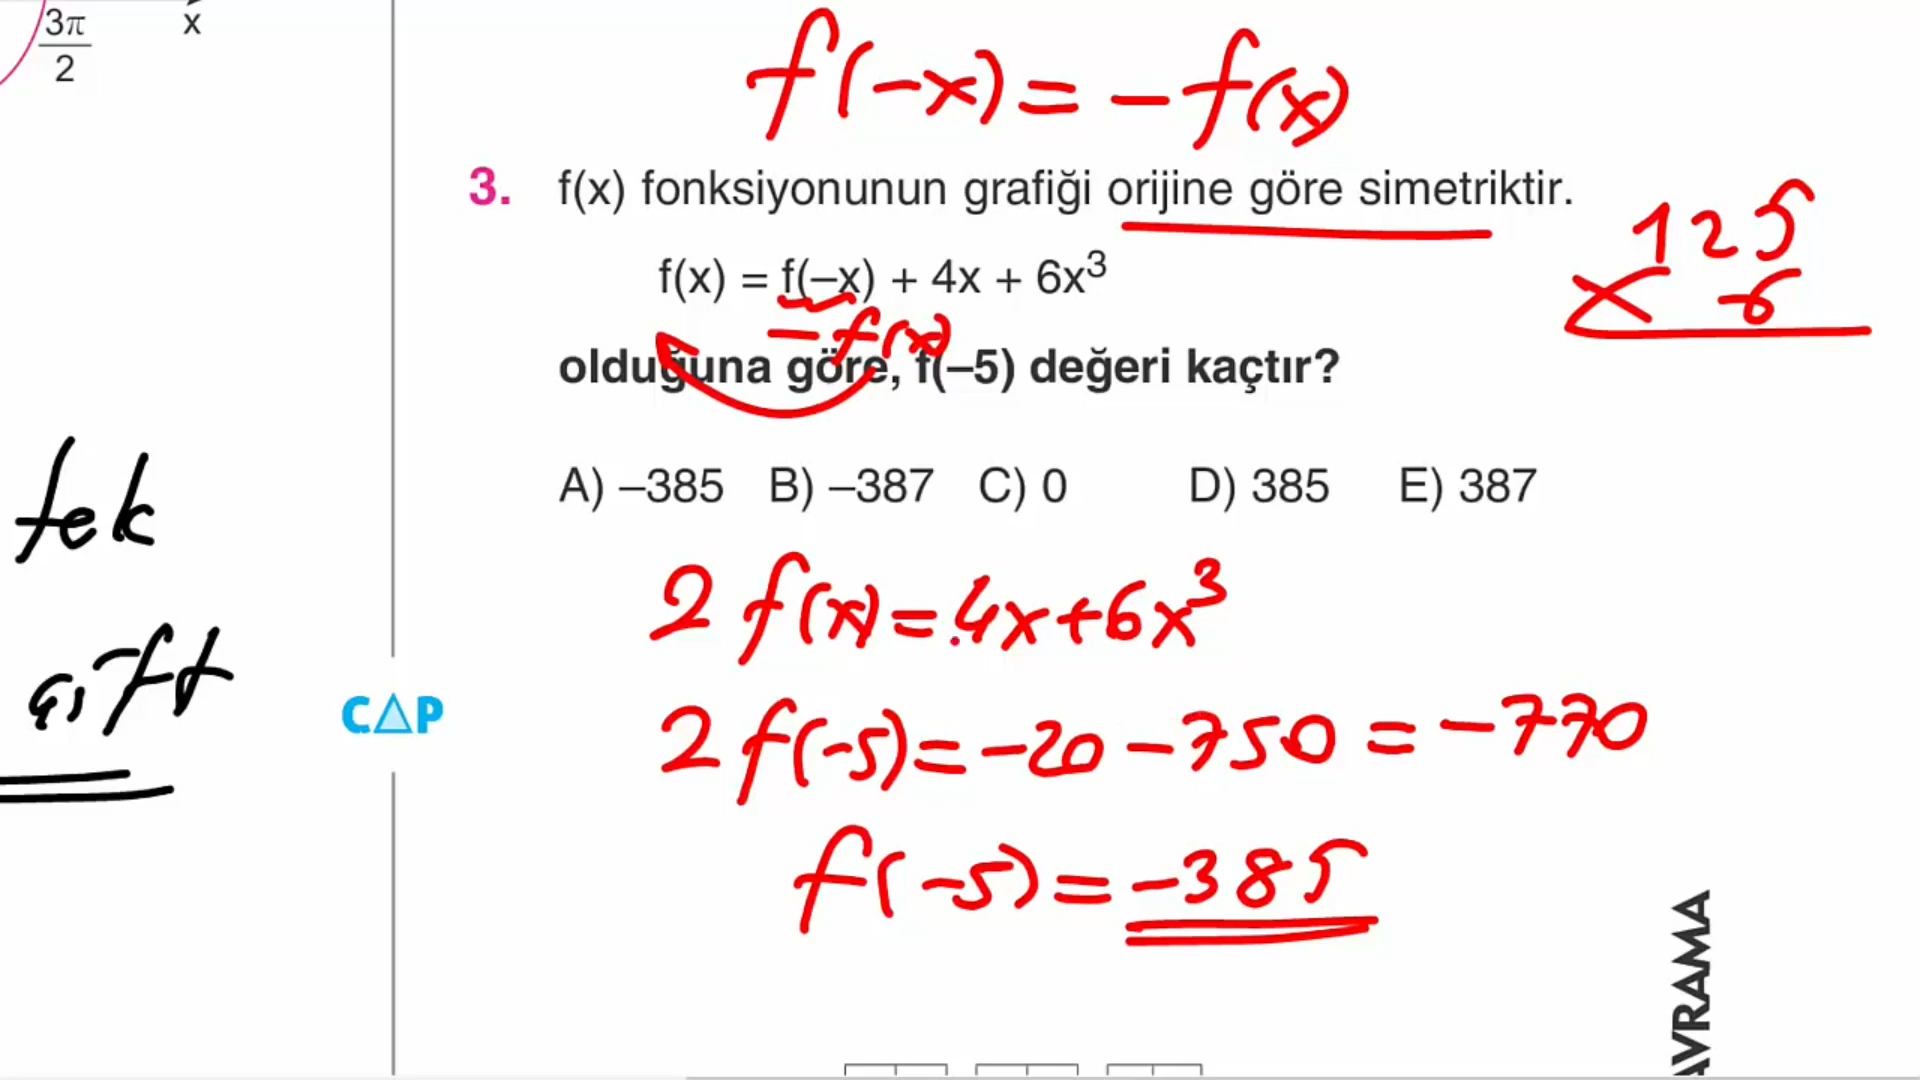 3π
2
x
f(-x) = -f(x)
3. f(x) fonksiyonunun grafiği orijine göre simetriktir.
125
x 6
f(x) = f(–x) + 4x + 6x³
-f(x)
olduğuna göre, f(–5) değeri kaçtır?
A) –385 B) –387 C) 0 D) 385 E) 387
tek
çift
CAP
2f(x) = 4x+6x³
2f(-5) = -20 - 750 = -770
f(-5) = -385
AVRAMA